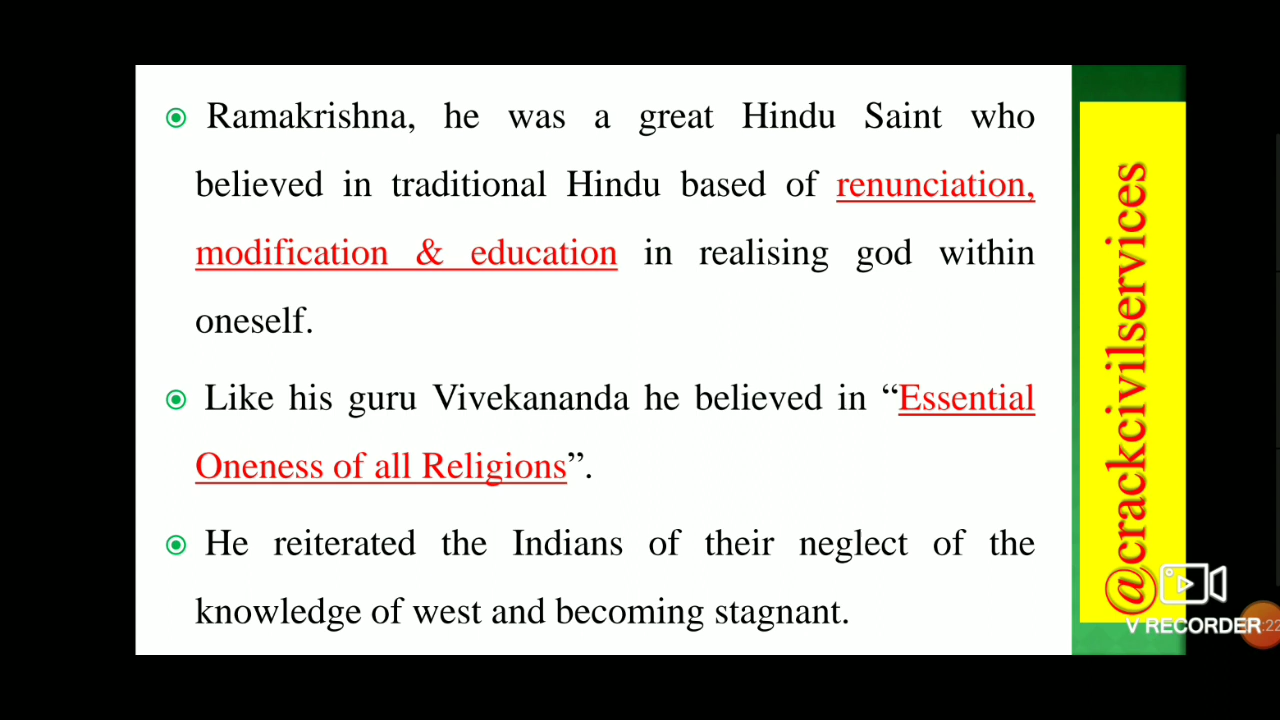 Ramakrishna, he was a great Hindu Saint who
believed in traditional Hindu based of renunciation,
modification & education in realising god within
oneself.
Like his guru Vivekananda he believed in “Essential
Oneness of all Religions”.
He reiterated the Indians of their neglect of the
knowledge of west and becoming stagnant.
@crackcivilservices
V RECORDER
:22